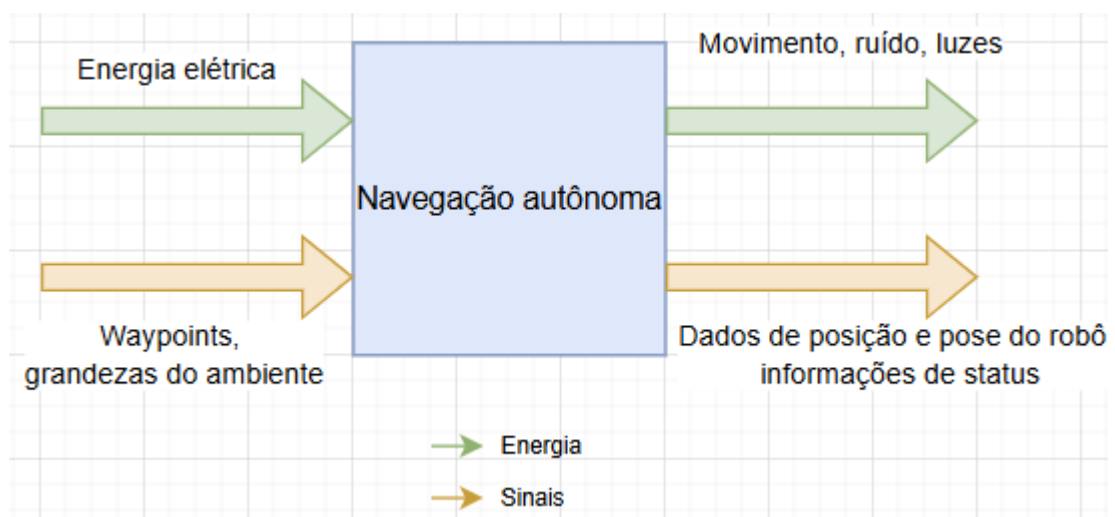 Energia elétrica
Movimento, ruído, luzes
Navegação autônoma
Waypoints,
grandezas do ambiente
Dados de posição e pose do robô
informações de status
Energia
Sinais